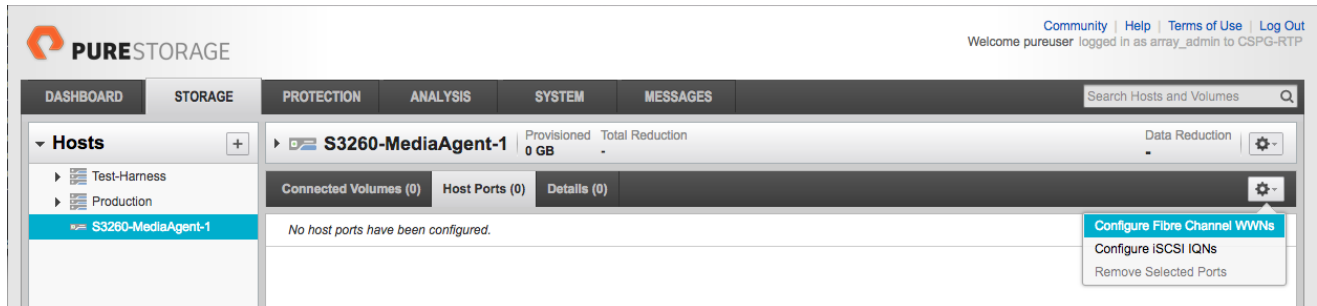 Community | Help | Terms of Use | Log Out
Welcome pureuser logged in as array_admin to CSPG-RTP
PURESTORAGE
DASHBOARD STORAGE PROTECTION ANALYSIS SYSTEM MESSAGES Search Hosts and Volumes
Hosts
Test-Harness
Production
S3260-MediaAgent-1
S3260-MediaAgent-1 Provisioned Total Reduction Data Reduction
0 GB - -
Connected Volumes (0) Host Ports (0) Details (0)
No host ports have been configured.
Configure Fibre Channel WWNs
Configure iSCSI IQNs
Remove Selected Ports